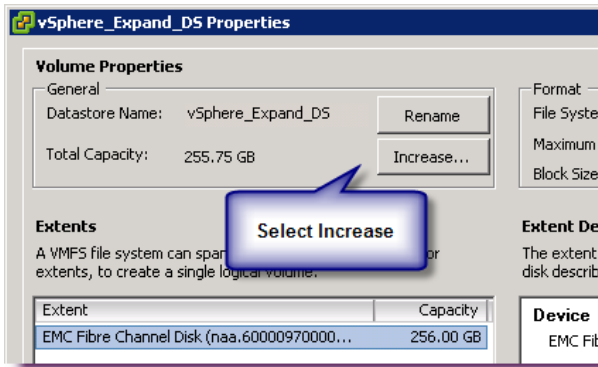 vSphere_Expand_DS Properties
Volume Properties
General
Datastore Name: vSphere_Expand_DS Rename
Total Capacity: 255.75 GB Increase...
Format
File Syste
Maximum
Block Size
Select Increase
Extents
A VMFS file system can span or
extents, to create a single logical volume.
Extent Capacity
EMC Fibre Channel Disk (naa.60000970000... 256.00 GB
Extent De
The extent
disk describ
Device
EMC Fib